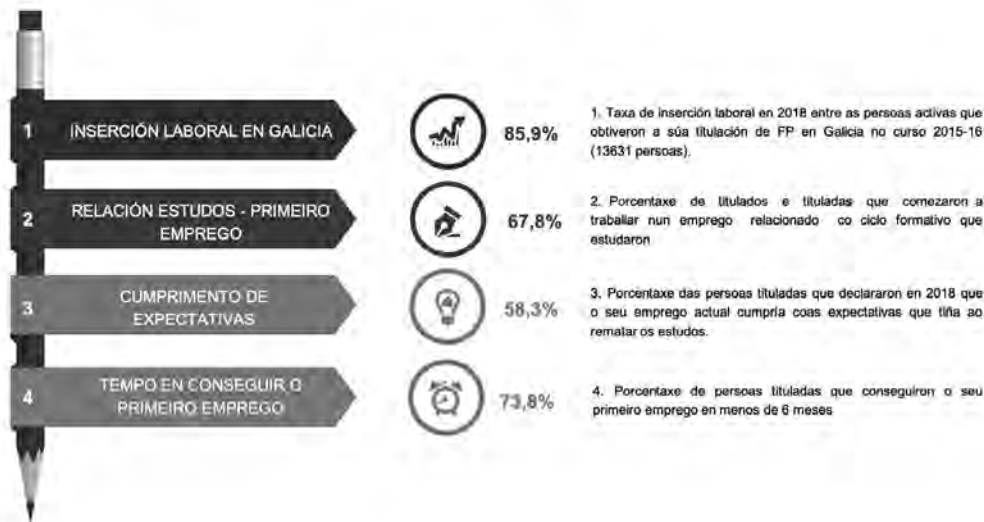 1
INSERCIÓN LABORAL EN GALICIA
85,9%
1. Taxa de inserción laboral en 2018 entre as persoas activas que
obtiveron a súa titulación de FP en Galicia no curso 2015-16
(13631 persoas).
2
RELACIÓN ESTUDOS - PRIMEIRO
EMPREGO
67,8%
2. Porcentaxe de titulados e tituladas que comezaron a
traballar nun emprego relacionado co ciclo formativo que
estudaron
3
CUMPRIMENTO DE
EXPECTATIVAS
58,3%
3. Porcentaxe das persoas tituladas que declararon en 2018 que
o seu emprego actual cumpría coas expectativas que tiña ao
rematar os estudos.
4
TEMPO EN CONSEGUIR O
PRIMEIRO EMPREGO
73,8%
4. Porcentaxe de persoas tituladas que conseguiron o seu
primeiro emprego en menos de 6 meses